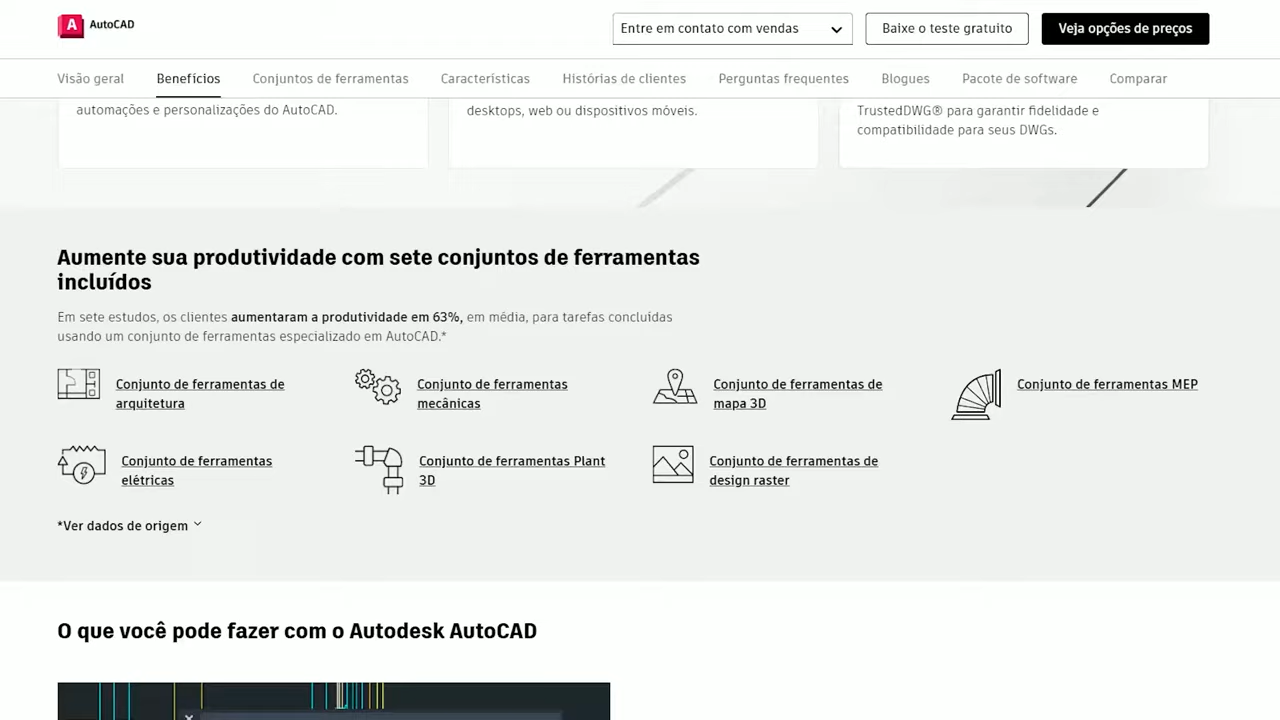 A AutoCAD
Entre em contato com vendas
Baixe o teste gratuito
Veja opções de preços
Visão geral
Benefícios
Conjuntos de ferramentas
Características
Histórias de clientes
Perguntas frequentes
Blogues
Pacote de software
Comparar
automações e personalizações do AutoCAD.
desktops, web ou dispositivos móveis.
TrustedDWG® para garantir fidelidade e
compatibilidade para seus DWGs.
Aumente sua produtividade com sete conjuntos de ferramentas
incluídos
Em sete estudos, os clientes aumentaram a produtividade em 63%, em média, para tarefas concluídas
usando um conjunto de ferramentas especializado em AutoCAD.*
Conjunto de ferramentas de
arquitetura
Conjunto de ferramentas
mecânicas
Conjunto de ferramentas de
mapa 3D
Conjunto de ferramentas MEP
Conjunto de ferramentas
elétricas
Conjunto de ferramentas Plant
3D
Conjunto de ferramentas de
design raster
*Ver dados de origem
O que você pode fazer com o Autodesk AutoCAD